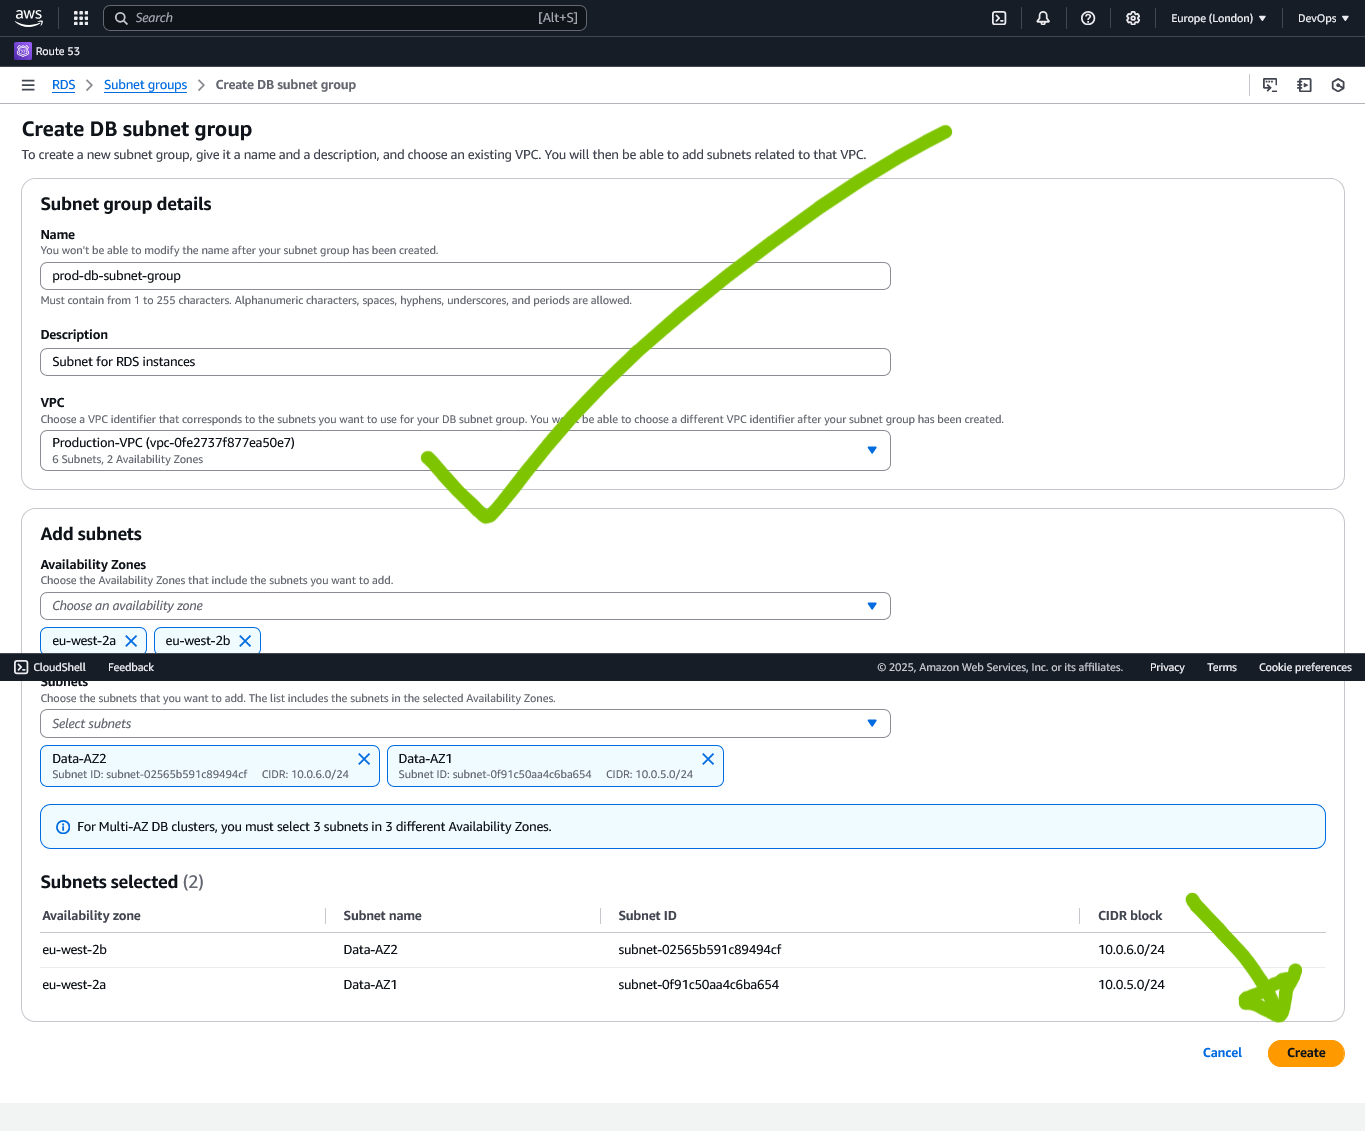 aws
Search [Alt+S]
Europe (London) DevOps
Route 53
RDS Subnet groups Create DB subnet group
Create DB subnet group
To create a new subnet group, give it a name and a description, and choose an existing VPC. You will then be able to add subnets related to that VPC.
Subnet group details
Name
You won't be able to modify the name after your subnet group has been created.
prod-db-subnet-group
Must contain from 1 to 255 characters. Alphanumeric characters, spaces, hyphens, underscores, and periods are allowed.
Description
Subnet for RDS instances
VPC
Choose a VPC identifier that corresponds to the subnets you want to use for your DB subnet group. You be able to choose a different VPC identifier after your subnet group has been created.
Production-VPC (vpc-0fe2737f877ea50e7)
6 Subnets, 2 Availability Zones
Add subnets
Availability Zones
Choose the Availability Zones that include the subnets you want to add.
Choose an availability zone
eu-west-2a eu-west-2b
CloudShell Feedback © 2025, Amazon Web Services, Inc. or its affiliates. Privacy Terms Cookie preferences
Subnets
Choose the subnets that you want to add. The list includes the subnets in the selected Availability Zones.
Select subnets
Data-AZ2 Data-AZ1
Subnet ID: subnet-02565b591c89494cf CIDR: 10.0.6.0/24 Subnet ID: subnet-0f91c50aa4c6ba654 CIDR: 10.0.5.0/24
For Multi-AZ DB clusters, you must select 3 subnets in 3 different Availability Zones.
Subnets selected (2)
Availability zone Subnet name Subnet ID CIDR block
eu-west-2b Data-AZ2 subnet-02565b591c89494cf 10.0.6.0/24
eu-west-2a Data-AZ1 subnet-0f91c50aa4c6ba654 10.0.5.0/24
Cancel Create